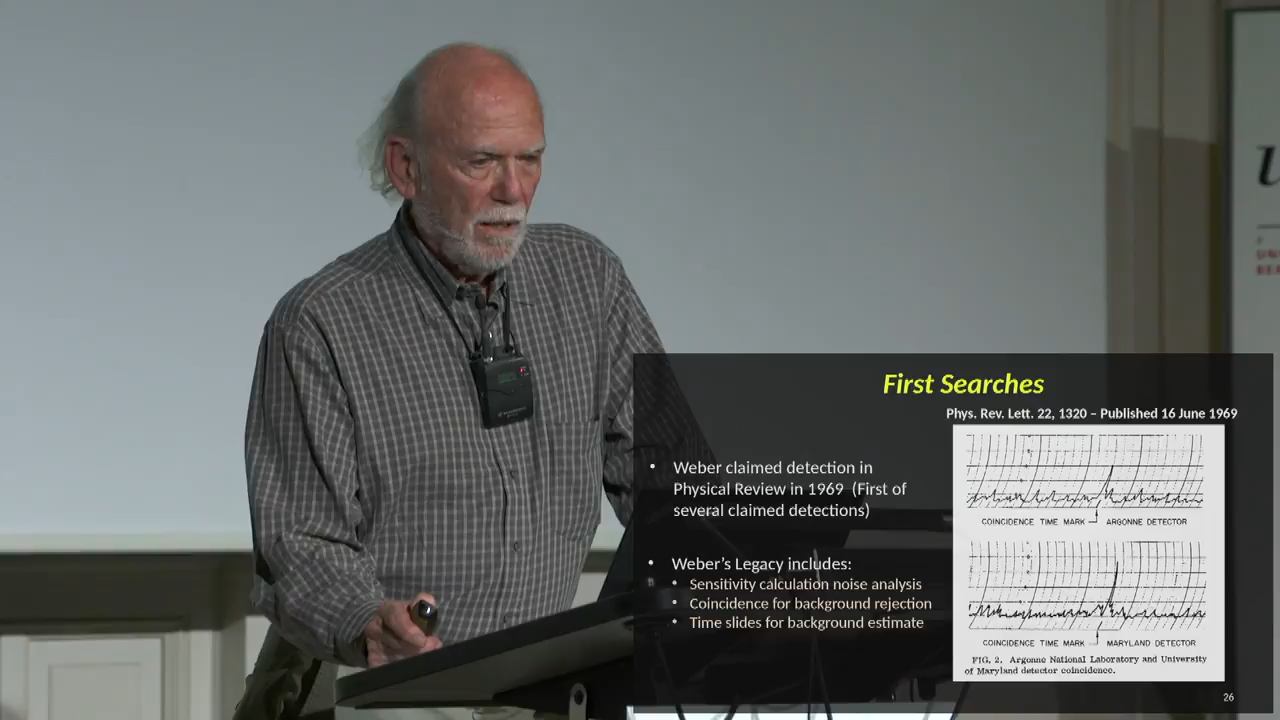 First Searches
Phys. Rev. Lett. 22, 1320 – Published 16 June 1969
• Weber claimed detection in
Physical Review in 1969 (First of
several claimed detections)
• Weber's Legacy includes:
• Sensitivity calculation noise analysis
• Coincidence for background rejection
• Time slides for background estimate
COINCIDENCE TIME MARK ARGONNE DETECTOR
COINCIDENCE TIME MARK MARYLAND DETECTOR
FIG. 2. Argonne National Laboratory and University
of Maryland detector coincidence.
26